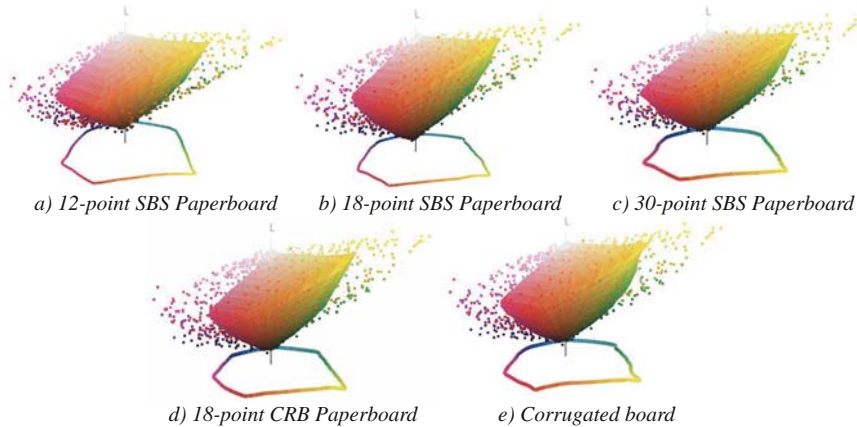 L
L
L
a) 12-point SBS Paperboard
b) 18-point SBS Paperboard
c) 30-point SBS Paperboard
L
L
d) 18-point CRB Paperboard
e) Corrugated board